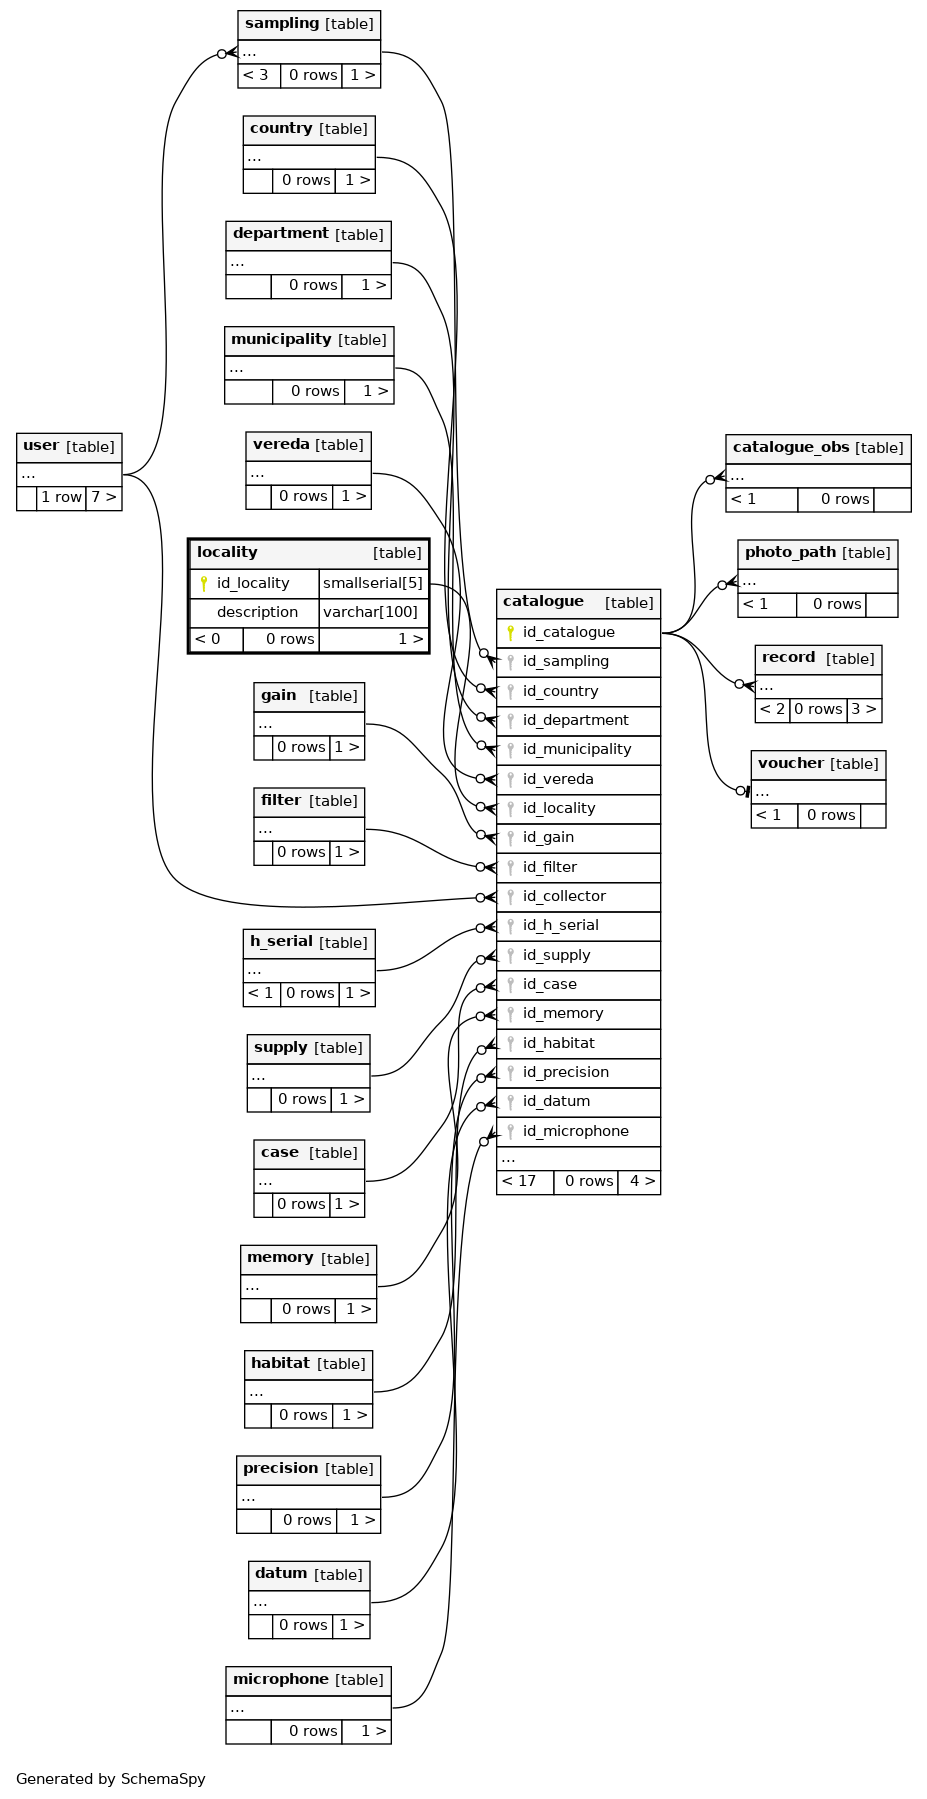 sampling [table]
...
< 3 0 rows 1 >
country [table]
...
0 rows 1 >
department [table]
...
0 rows 1 >
municipality [table]
...
0 rows 1 >
vereda [table]
...
0 rows 1 >
user [table]
...
1 row 7 >
locality [table]
id_locality smallserial[5]
description varchar[100]
< 0 0 rows 1 >
gain [table]
...
0 rows 1 >
filter [table]
...
0 rows 1 >
h_serial [table]
...
< 1 0 rows 1 >
supply [table]
...
0 rows 1 >
case [table]
...
0 rows 1 >
memory [table]
...
0 rows 1 >
habitat [table]
...
0 rows 1 >
precision [table]
...
0 rows 1 >
datum [table]
...
0 rows 1 >
microphone [table]
...
0 rows 1 >
catalogue [table]
id_catalogue
id_sampling
id_country
id_department
id_municipality
id_vereda
id_locality
id_gain
id_filter
id_collector
id_h_serial
id_supply
id_case
id_memory
id_habitat
id_precision
id_datum
id_microphone
...
< 17 0 rows 4 >
catalogue_obs [table]
...
< 1 0 rows
photo_path [table]
...
< 1 0 rows
record [table]
...
< 2 0 rows 3 >
voucher [table]
...
< 1 0 rows
Generated by SchemaSpy